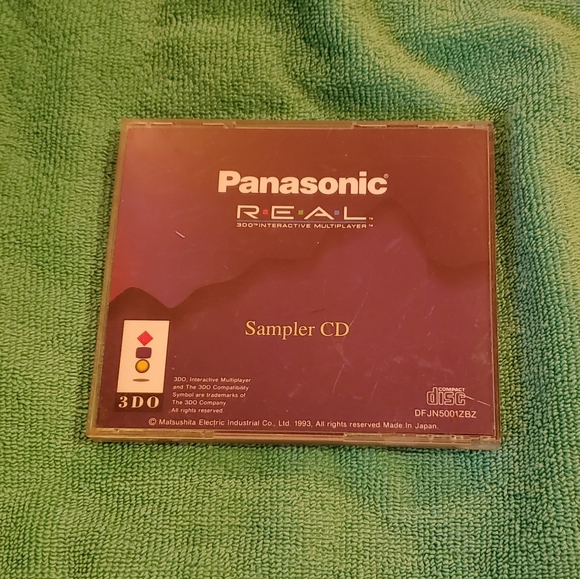 Panasonic®
R·E·A·L™
3DO™ INTERACTIVE MULTIPLAYER™
Sampler CD
3DO
3DO, Interactive Multiplayer
and The 3DO Compatibility
Symbol are trademarks of
The 3DO Company
All rights reserved.
COMPACT
disc
DFJN5001ZBZ
© Matsushita Electric Industrial Co., Ltd. 1993, All rights reserved Made In Japan.